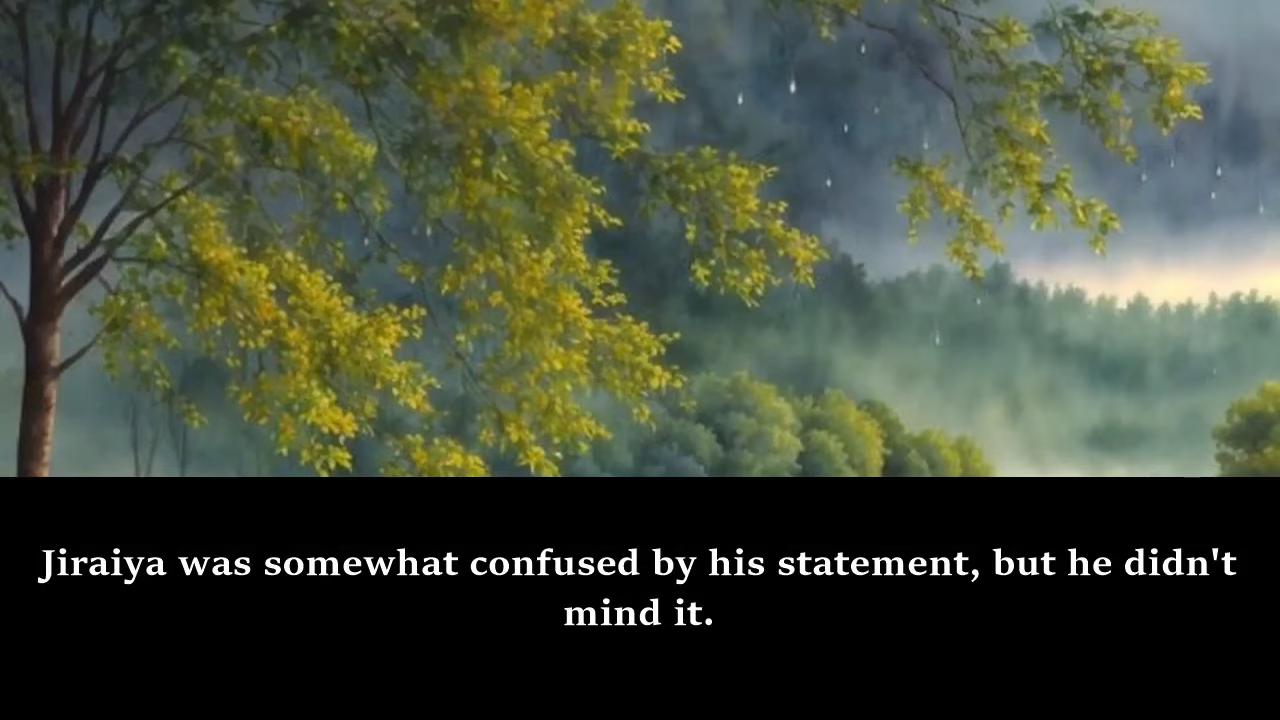 Jiraiya was somewhat confused by his statement, but he didn't
mind it.